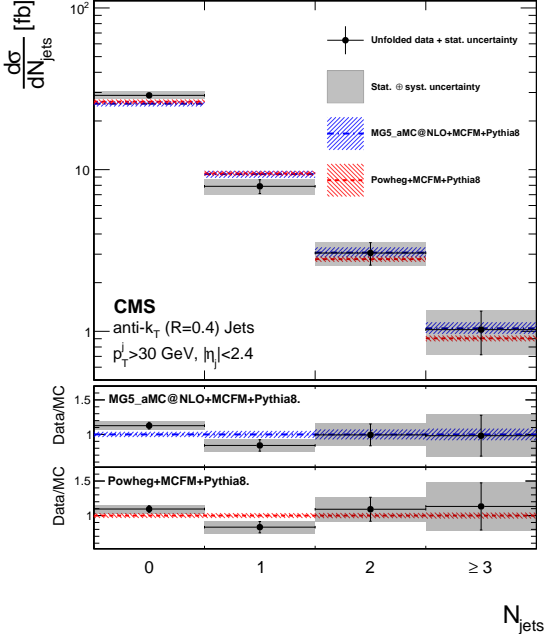 dσ
dN_jets [fb]
10²
10
1
Unfolded data + stat. uncertainty
Stat. ⊕ syst. uncertainty
MG5_aMC@NLO+MCFM+Pythia8
Powheg+MCFM+Pythia8
CMS
anti-k_T (R=0.4) Jets
p_T^j>30 GeV, |η_j|<2.4
Data/MC
1.5
1
MG5_aMC@NLO+MCFM+Pythia8.
Data/MC
1.5
1
Powheg+MCFM+Pythia8.
0 1 2 ≥ 3
N_jets